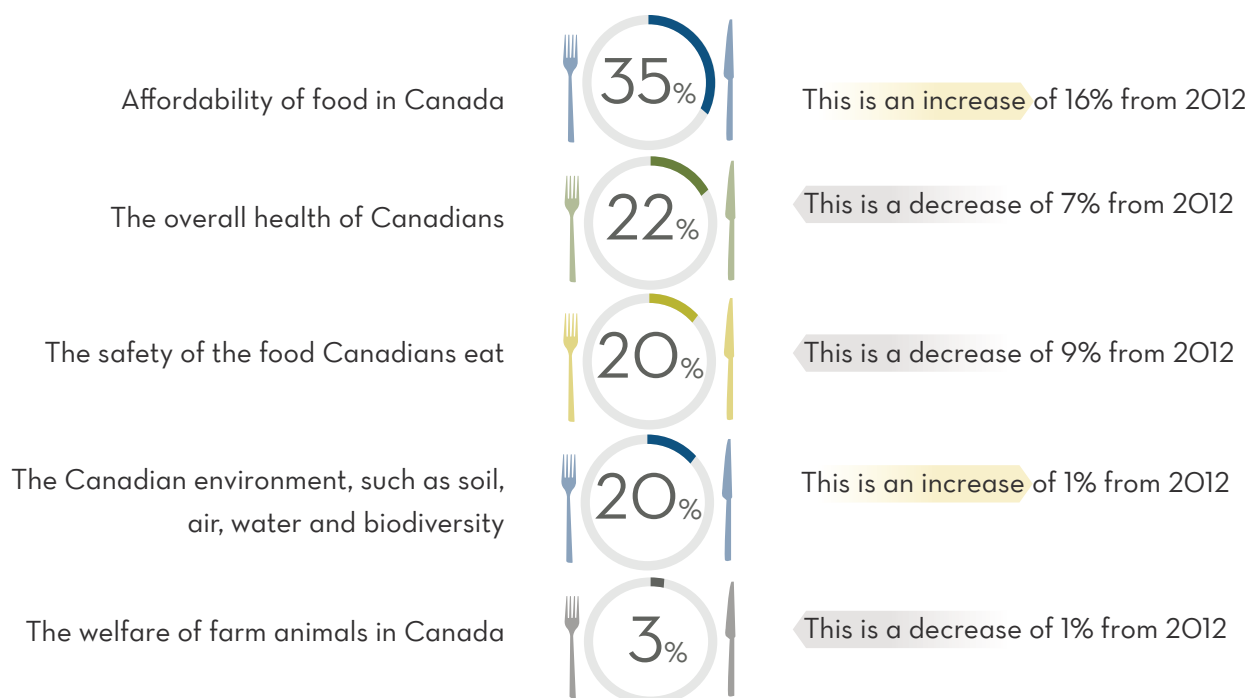 Affordability of food in Canada
35%
This is an increase of 16% from 2012
The overall health of Canadians
22%
This is a decrease of 7% from 2012
The safety of the food Canadians eat
20%
This is a decrease of 9% from 2012
The Canadian environment, such as soil,
air, water and biodiversity
20%
This is an increase of 1% from 2012
The welfare of farm animals in Canada
3%
This is a decrease of 1% from 2012